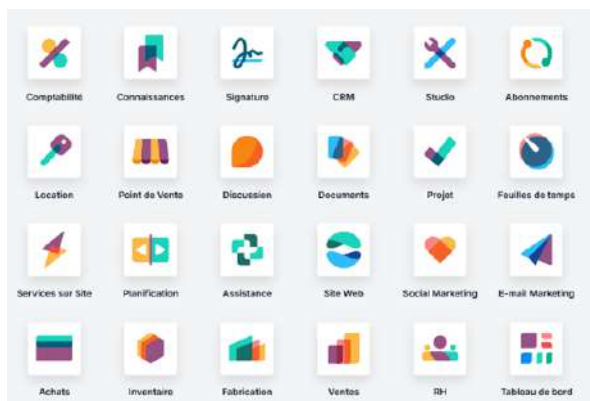 Comptabilité Connaissances Signature CRM Studio Abonnements
Location Point de Vente Discussion Documents Projet Feuilles de temps
Services sur Site Planification Assistance Site Web Social Marketing E-mail Marketing
Achats Inventaire Fabrication Ventes RH Tableau de bord